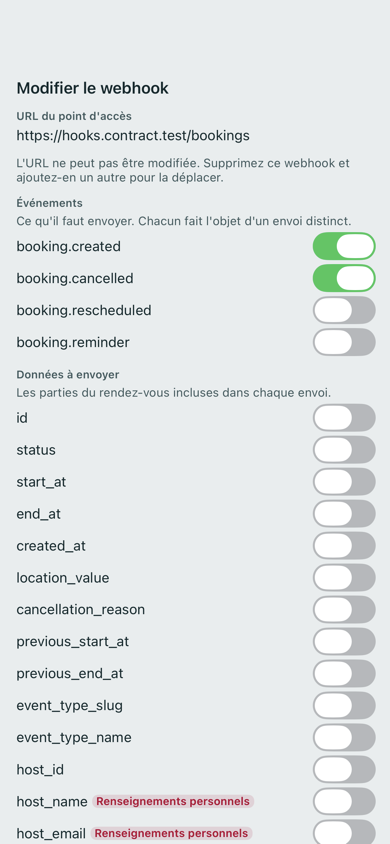 Modifier le webhook
URL du point d'accès
https://hooks.contract.test/bookings
L'URL ne peut pas être modifiée. Supprimez ce webhook et
ajoutez-en un autre pour la déplacer.
Événements
Ce qu'il faut envoyer. Chacun fait l'objet d'un envoi distinct.
booking.created
booking.cancelled
booking.rescheduled
booking.reminder
Données à envoyer
Les parties du rendez-vous incluses dans chaque envoi.
id
status
start_at
end_at
created_at
location_value
cancellation_reason
previous_start_at
previous_end_at
event_type_slug
event_type_name
host_id
host_name Renseignements personnels
host_email Renseignements personnels